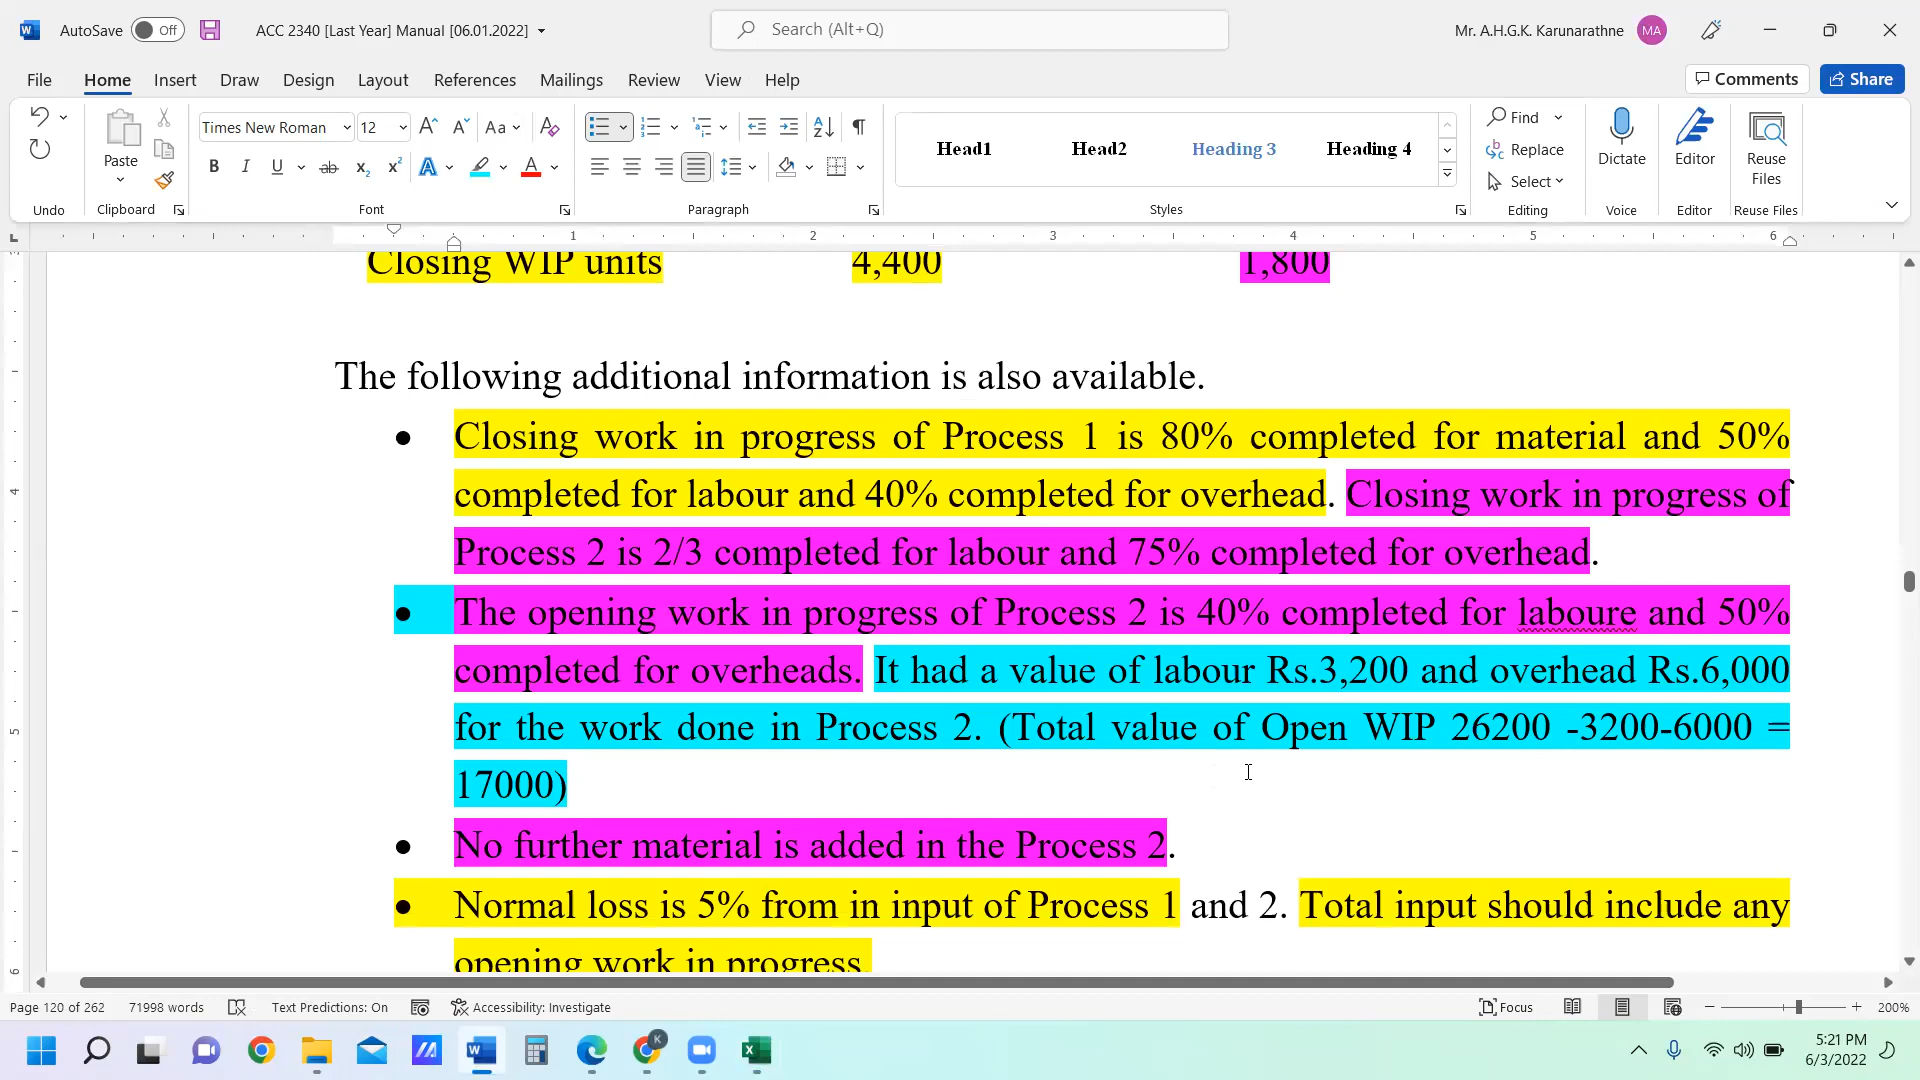 AutoSave Off ACC 2340 [Last Year] Manual [06.01.2022] Search (Alt+Q) Mr. A.H.G.K. Karunarathne MA
File Home Insert Draw Design Layout References Mailings Review View Help Comments Share
Times New Roman 12 Aa
Paste
B I U ab x₂ x² A A
Head1 Head2 Heading 3 Heading 4
Find
Replace
Select
Dictate Editor Reuse Files
Undo Clipboard Font Paragraph Styles Editing Voice Editor Reuse Files
1 2 3 4 5 6
Closing WIP units 4,400 1,800
The following additional information is also available.
● Closing work in progress of Process 1 is 80% completed for material and 50%
completed for labour and 40% completed for overhead. Closing work in progress of
Process 2 is 2/3 completed for labour and 75% completed for overhead.
● The opening work in progress of Process 2 is 40% completed for laboure and 50%
completed for overheads. It had a value of labour Rs.3,200 and overhead Rs.6,000
for the work done in Process 2. (Total value of Open WIP 26200 -3200-6000 =
17000)
● No further material is added in the Process 2.
● Normal loss is 5% from in input of Process 1 and 2. Total input should include any
opening work in progress.
Page 120 of 262 71998 words Text Predictions: On Accessibility: Investigate Focus 200%
5:21 PM
6/3/2022